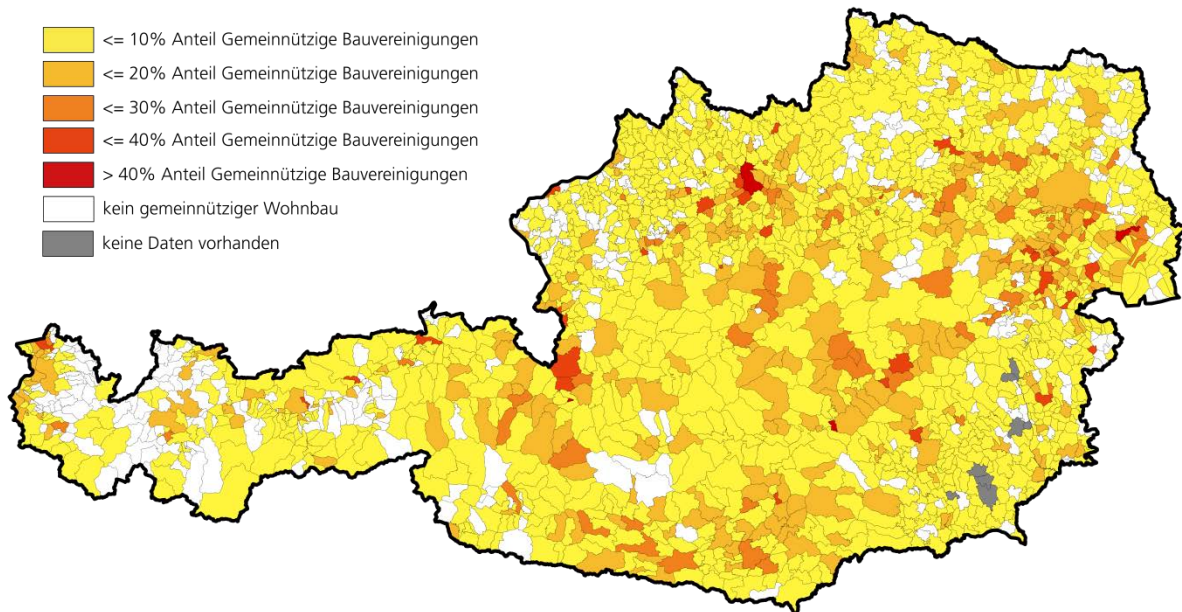 <= 10% Anteil Gemeinnützige Bauvereinigungen
<= 20% Anteil Gemeinnützige Bauvereinigungen
<= 30% Anteil Gemeinnützige Bauvereinigungen
<= 40% Anteil Gemeinnützige Bauvereinigungen
> 40% Anteil Gemeinnützige Bauvereinigungen
kein gemeinnütziger Wohnbau
keine Daten vorhanden